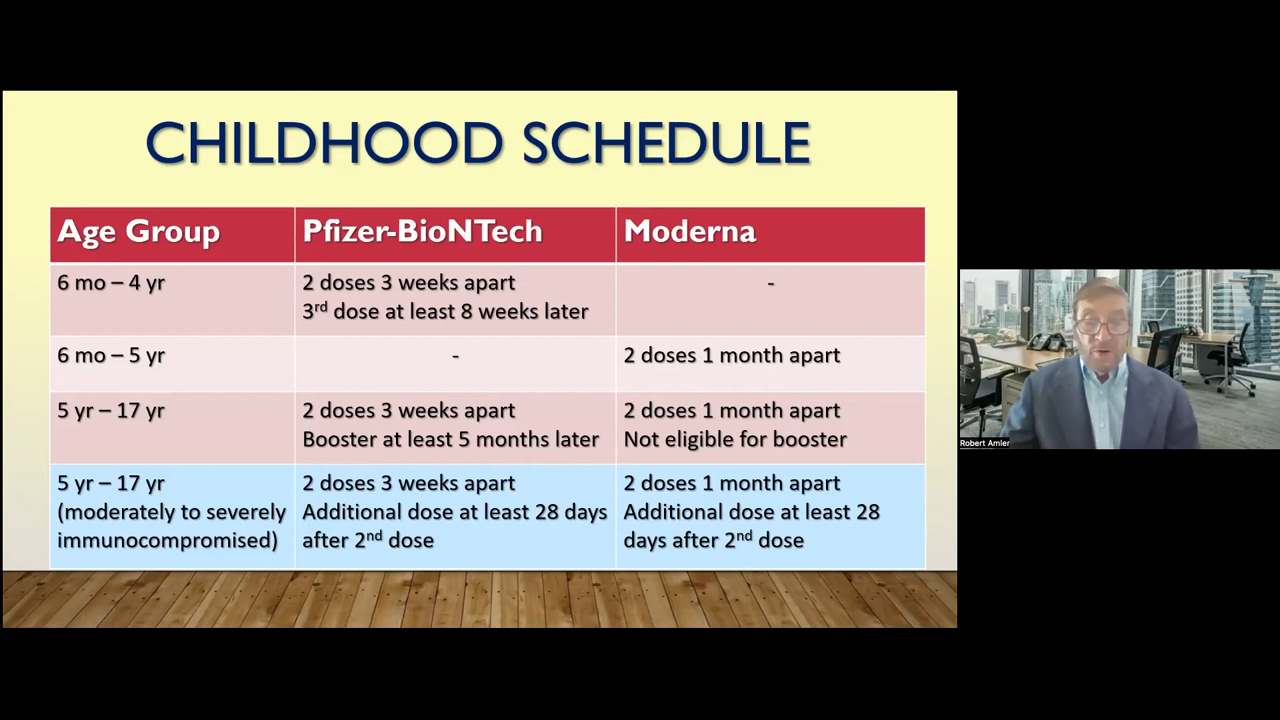 CHILDHOOD SCHEDULE
Age Group
Pfizer-BioNTech
Moderna
6 mo – 4 yr
2 doses 3 weeks apart
3rd dose at least 8 weeks later
-
6 mo – 5 yr
-
2 doses 1 month apart
5 yr – 17 yr
2 doses 3 weeks apart
Booster at least 5 months later
2 doses 1 month apart
Not eligible for booster
5 yr – 17 yr
(moderately to severely
immunocompromised)
2 doses 3 weeks apart
Additional dose at least 28 days
after 2nd dose
2 doses 1 month apart
Additional dose at least 28
days after 2nd dose
Robert Amler